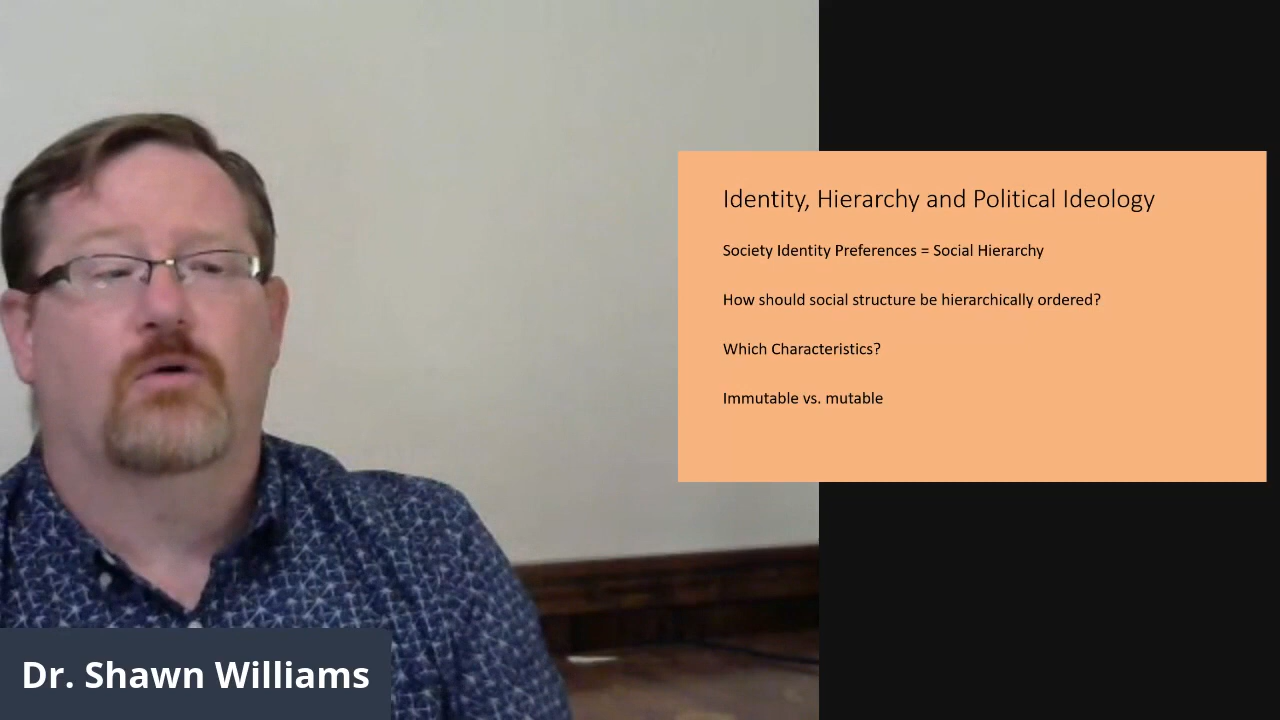 Identity, Hierarchy and Political Ideology
Society Identity Preferences = Social Hierarchy
How should social structure be hierarchically ordered?
Which Characteristics?
Immutable vs. mutable
Dr. Shawn Williams